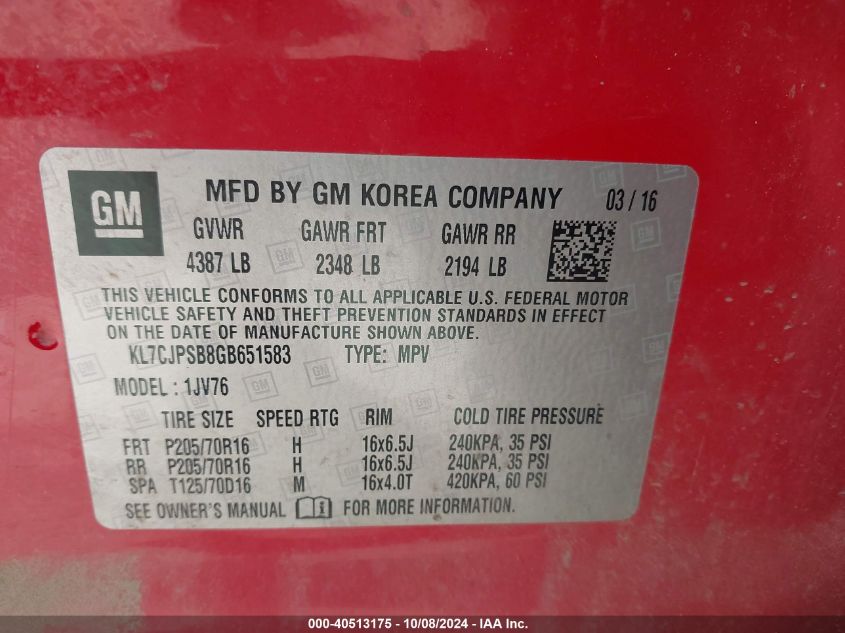 GM MFD BY GM KOREA COMPANY 03 / 16
GVWR GAWR FRT GAWR RR
4387 LB 2348 LB 2194 LB
THIS VEHICLE CONFORMS TO ALL APPLICABLE U.S. FEDERAL MOTOR
VEHICLE SAFETY AND THEFT PREVENTION STANDARDS IN EFFECT
ON THE DATE OF MANUFACTURE SHOWN ABOVE.
KL7CJPSB8GB651583 TYPE: MPV
MODEL : 1JV76
TIRE SIZE SPEED RTG RIM COLD TIRE PRESSURE
FRT P205/70R16 H 16x6.5J 240KPA, 35 PSI
RR P205/70R16 H 16x6.5J 240KPA, 35 PSI
SPA T125/70D16 M 16x4.0T 420KPA, 60 PSI
SEE OWNER'S MANUAL FOR MORE INFORMATION.
000-40513175 - 10/08/2024 - IAA Inc.